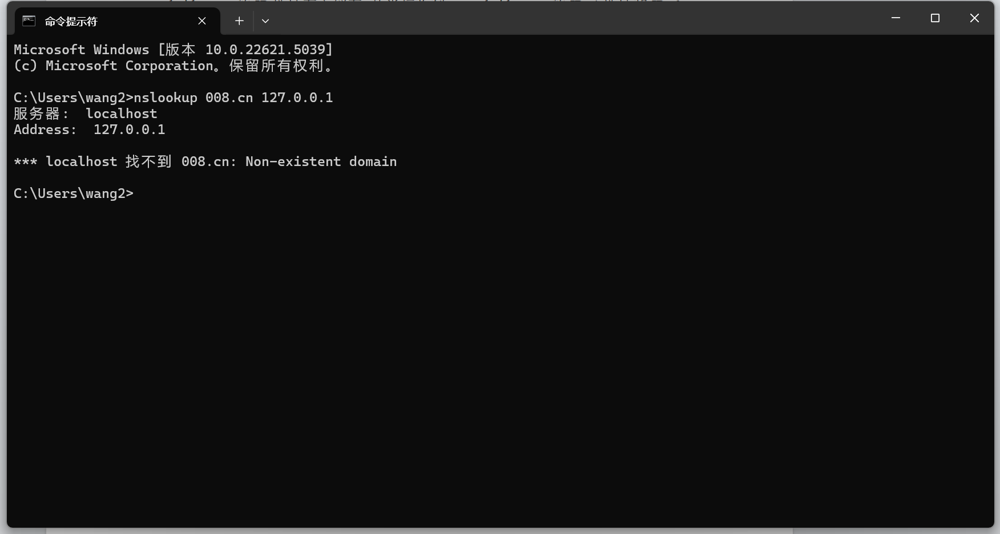 命令提示符
Microsoft Windows [版本 10.0.22621.5039]
(c) Microsoft Corporation。保留所有权利。
C:\Users\wang2>nslookup 008.cn 127.0.0.1
服务器:  localhost
Address:  127.0.0.1
*** localhost 找不到 008.cn: Non-existent domain
C:\Users\wang2>